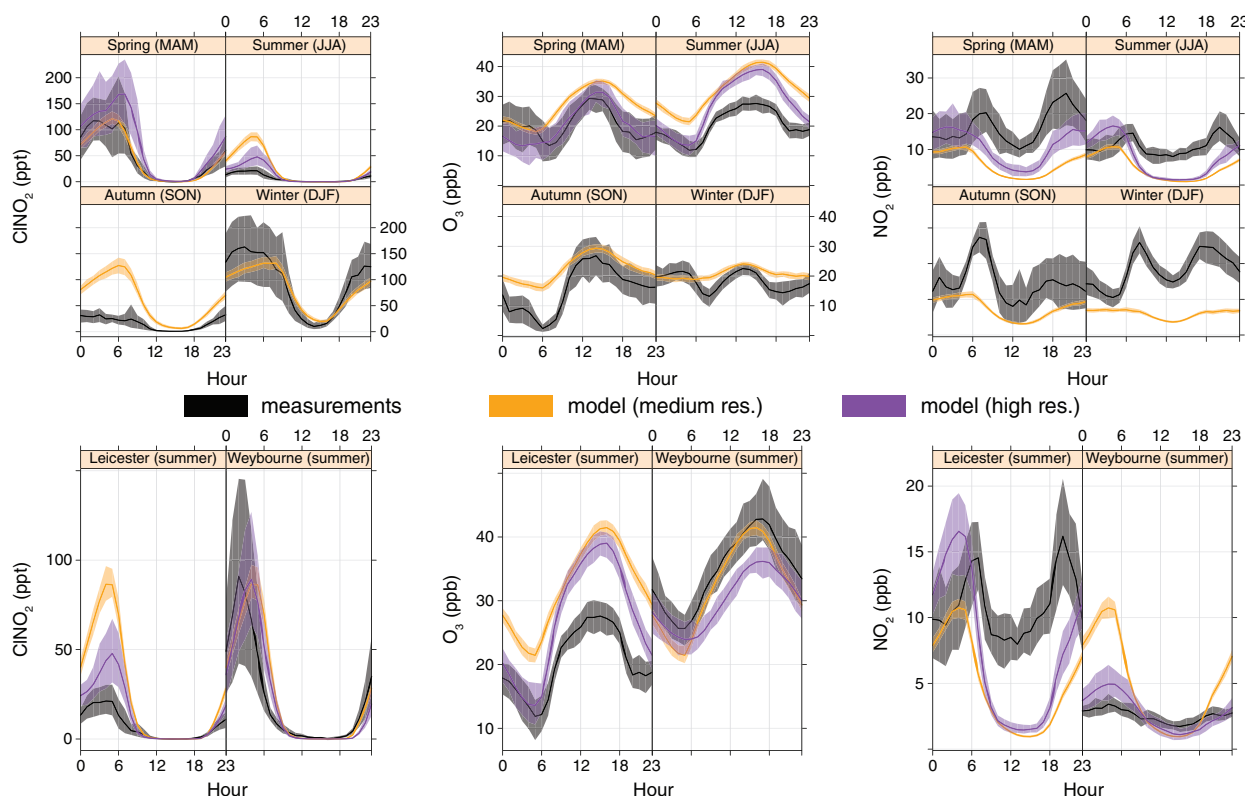 0 6 23
Spring (MAM) Summer (JJA)
200
150
100
50
0
ClNO2 (ppt)
Autumn (SON) Winter (DJF)
200
150
100
50
0
0 6 12 18 23
Hour
0 6 12 18 23
Spring (MAM) Summer (JJA)
40
30
20
10
O3 (ppb)
Autumn (SON) Winter (DJF)
40
30
20
10
0 6 12 18 23
Hour
0 6 12 18 23
Spring (MAM) Summer (JJA)
30
20
10
NO2 (ppb)
Autumn (SON) Winter (DJF)
0 6 12 18 23
Hour
measurements model (medium res.) model (high res.)
0 6 23
Leicester (summer) Weybourne (summer)
100
50
0
ClNO2 (ppt)
0 6 12 18 23
Hour
0 6 12 18 23
Leicester (summer) Weybourne (summer)
40
30
20
10
O3 (ppb)
0 6 12 18 23
Hour
0 6 12 18 23
Leicester (summer) Weybourne (summer)
20
15
10
5
NO2 (ppb)
0 6 12 18 23
Hour